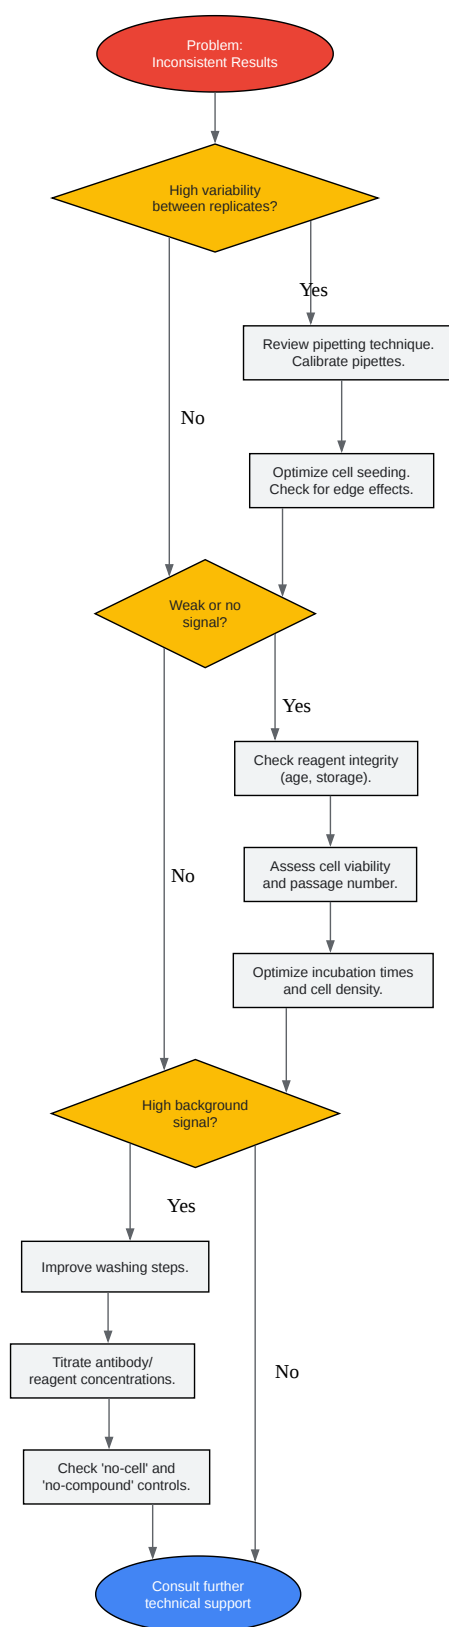 Problem:
Inconsistent Results
High variability
between replicates?
Yes
Review pipetting technique.
Calibrate pipettes.
No
Optimize cell seeding.
Check for edge effects.
Weak or no
signal?
Yes
Check reagent integrity
(age, storage).
Assess cell viability
and passage number.
No
Optimize incubation times
and cell density.
High background
signal?
Yes
Improve washing steps.
Titrate antibody/
reagent concentrations.
No
Check 'no-cell' and
'no-compound' controls.
Consult further
technical support